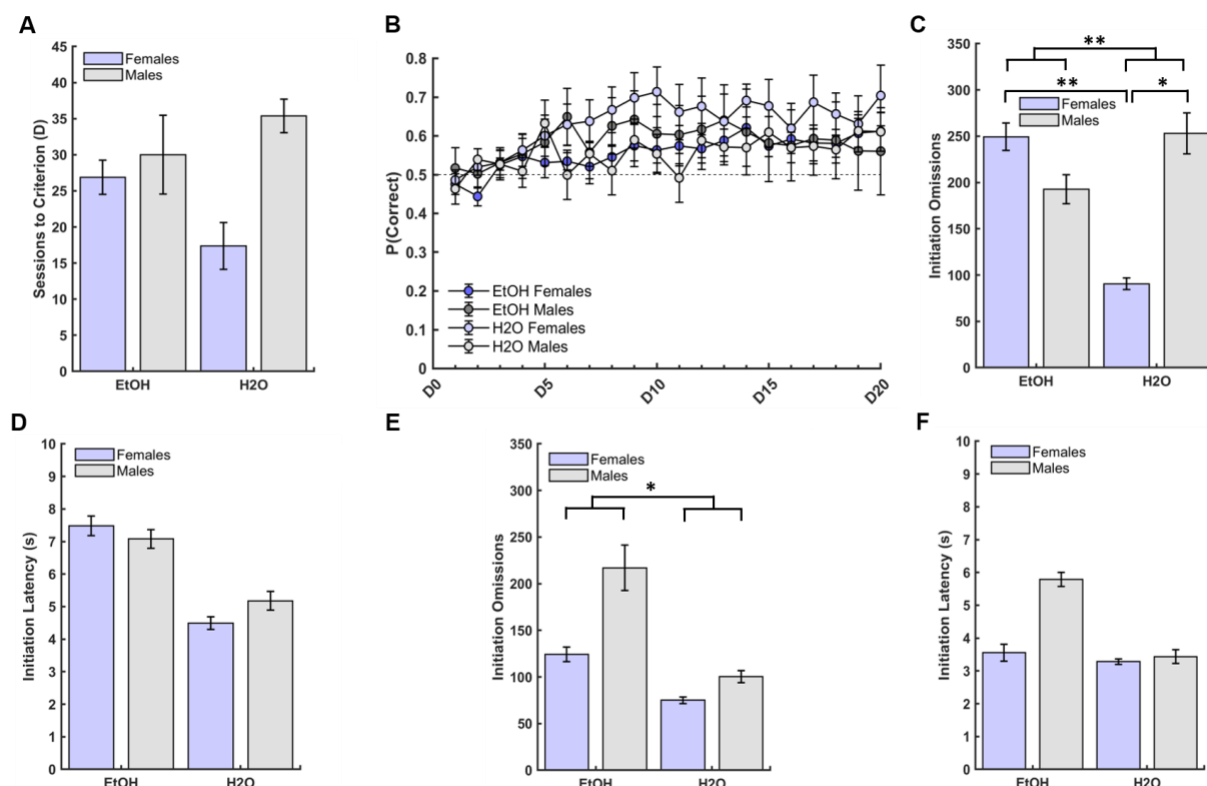 A
Females
Males
45
40
35
30
25
20
15
10
5
0
Sessions to Criterion (D)
EtOH
H2O
B
0.8
0.7
0.6
0.5
0.4
0.3
0.2
0.1
0
P(Correct)
EtOH Females
EtOH Males
H2O Females
H2O Males
D0
D5
D10
D15
D20
C
350
300
250
200
150
100
50
0
Initiation Omissions
**
**
*
Females
Males
EtOH
H2O
D
Females
Males
10
9
8
7
6
5
4
3
2
1
0
Initiation Latency (s)
EtOH
H2O
E
Females
Males
*
350
300
250
200
150
100
50
0
Initiation Omissions
EtOH
H2O
F
Females
Males
10
9
8
7
6
5
4
3
2
1
0
Initiation Latency (s)
EtOH
H2O